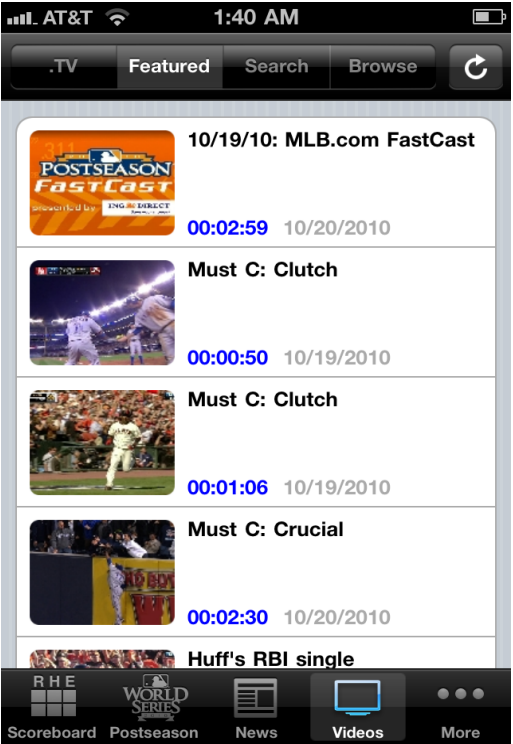 AT&T 1:40 AM
.TV Featured Search Browse
311
POSTSEASON
FASTCAST
presented by ING DIRECT
10/19/10: MLB.com FastCast
00:02:59 10/20/2010
Must C: Clutch
00:00:50 10/19/2010
Must C: Clutch
00:01:06 10/19/2010
Must C: Crucial
00:02:30 10/20/2010
Huff's RBI single
R H E
WORLD
SERIES
Scoreboard Postseason News Videos More